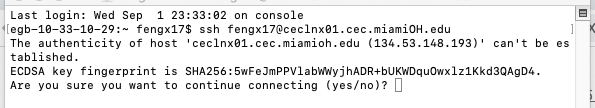 Last login: Wed Sep  1 23:33:02 on console
[egb-10-33-10-29:~ fengx17$ ssh fengx17@ceclnx01.cec.miamiOH.edu ]
The authenticity of host 'ceclnx01.cec.miamioh.edu (134.53.148.193)' can't be es
tablished.
ECDSA key fingerprint is SHA256:5wFeJmPPVlabWWyjhADR+bUKWDquOwxlz1Kkd3QAgD4.
Are you sure you want to continue connecting (yes/no)?